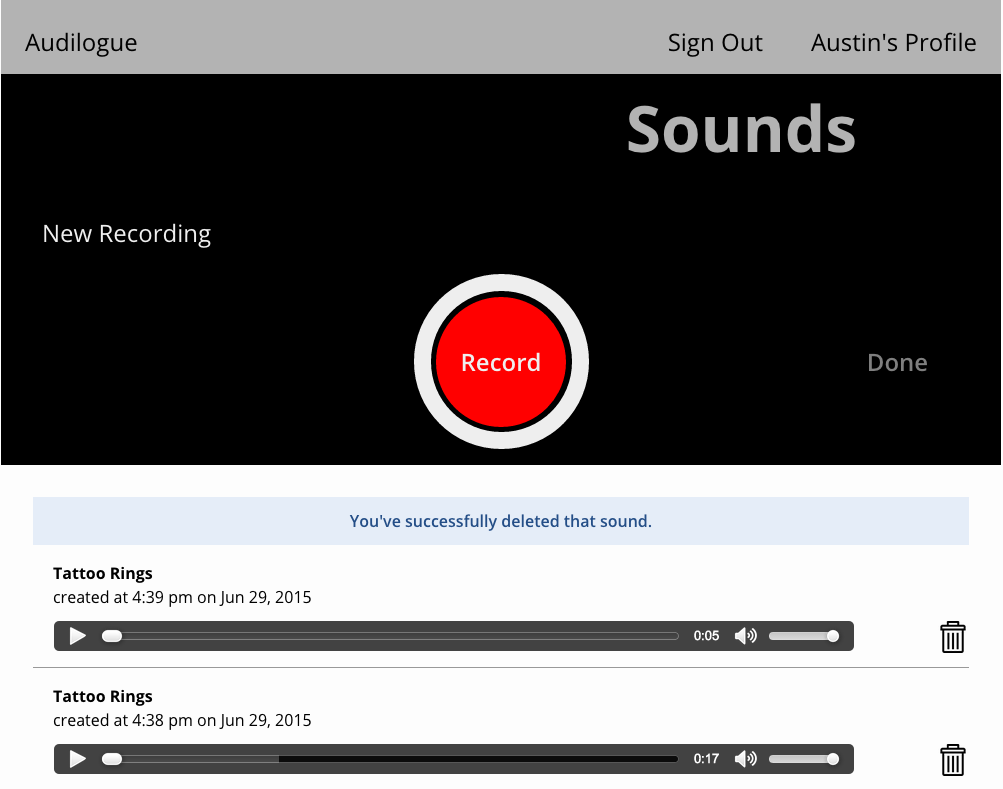 Audilogue
Sign Out
Austin's Profile
Sounds
New Recording
Record
Done
You've successfully deleted that sound.
Tattoo Rings
created at 4:39 pm on Jun 29, 2015
0:05
Tattoo Rings
created at 4:38 pm on Jun 29, 2015
0:17